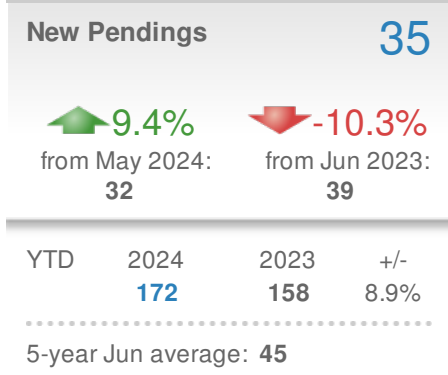 New Pendings 35
9.4% -10.3%
from May 2024: from Jun 2023:
32 39
YTD 2024 2023 +/-
172 158 8.9%
5-year Jun average: 45